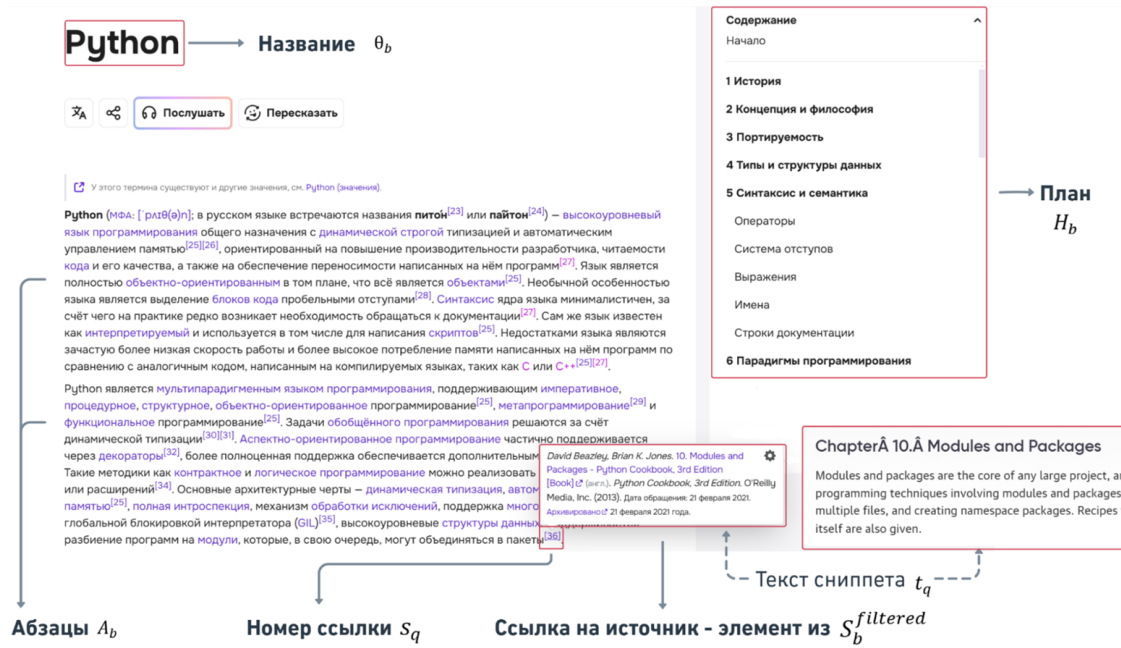 Python
Название θb
Послушать
Пересказать
У этого термина существуют и другие значения, см. Python (значения).
Python (МФА: [ˈpʌɪθ(ə)n]; в русском языке встречаются названия пито́н[23] или па́йтон[24]) — высокоуровневый
язык программирования общего назначения с динамической строгой типизацией и автоматическим
управлением памятью[25][26], ориентированный на повышение производительности разработчика, читаемости
кода и его качества, а также на обеспечение переносимости написанных на нём программ[27]. Язык является
полностью объектно-ориентированным в том плане, что всё является объектами[25]. Необычной особенностью
языка является выделение блоков кода пробельными отступами[28]. Синтаксис ядра языка минималистичен, за
счёт чего на практике редко возникает необходимость обращаться к документации[27]. Сам же язык известен
как интерпретируемый и используется в том числе для написания скриптов[25]. Недостатками языка являются
зачастую более низкая скорость работы и более высокое потребление памяти написанных на нём программ по
сравнению с аналогичным кодом, написанным на компилируемых языках, таких как C или C++[25][27].
Python является мультипарадигменным языком программирования, поддерживающим императивное,
процедурное, структурное, объектно-ориентированное программирование[25], метапрограммирование[29] и
функциональное программирование[25]. Задачи обобщённого программирования решаются за счёт
динамической типизации[30][31]. Аспектно-ориентированное программирование частично поддерживается
через декораторы[32], более полноценная поддержка обеспечивается дополнительным
Такие методики как контрактное и логическое программирование можно реализовать
или расширений[34]. Основные архитектурные черты — динамическая типизация, автом
памятью[25], полная интроспекция, механизм обработки исключений, поддержка много
глобальной блокировкой интерпретатора (GIL)[35], высокоуровневые структуры данных
разбиение программ на модули, которые, в свою очередь, могут объединяться в пакеты[36].
David Beazley, Brian K. Jones. 10. Modules and
Packages - Python Cookbook, 3rd Edition
[Book] (англ.). Python Cookbook, 3rd Edition. O'Reilly
Media, Inc. (2013). Дата обращения: 21 февраля 2021.
Архивировано 21 февраля 2021 года.
Содержание
Начало
1 История
2 Концепция и философия
3 Портируемость
4 Типы и структуры данных
5 Синтаксис и семантика
Операторы
Система отступов
Выражения
Имена
Строки документации
6 Парадигмы программирования
План
Hb
ChapterÂ 10.Â Modules and Packages
Modules and packages are the core of any large project, a
programming techniques involving modules and packages
multiple files, and creating namespace packages. Recipes
itself are also given.
Текст сниппета tq
Абзацы Ab
Номер ссылки Sq
Ссылка на источник - элемент из Sb filtered